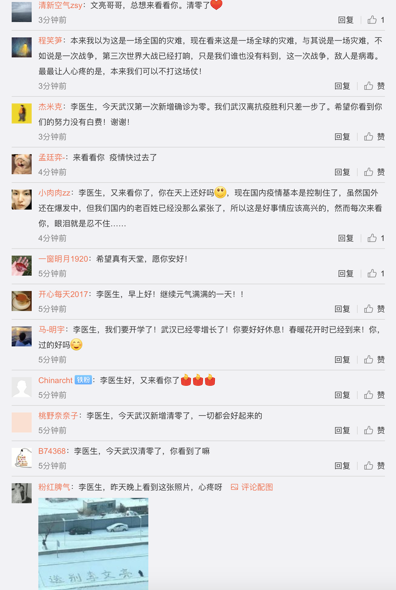 清新空气zsy：文亮哥哥，总想来看看你。清零了
3分钟前 回复 1
程笑笋：本来我以为这是一场全国的灾难，现在看来这是一场全球的灾难，与其说是一场灾难，不
如说是一次战争，第三次世界大战已经打响，只是我们谁也没有料到，这一次战争，敌人是病毒。
最最让人心疼的是，本来我们可以不打这场仗！
3分钟前 回复 赞
杰米克：李医生，今天武汉第一次新增确诊为零。我们武汉离抗疫胜利只差一步了。希望你看到你
们的努力没有白费！谢谢！
3分钟前 回复 赞
孟廷弈-：来看看你 疫情快过去了
4分钟前 回复 赞
小肉肉zz：李医生，又来看你了，你在天上还好吗，现在国内疫情基本是控制住了，虽然国外
还在爆发中，但我们国内的老百姓已经没那么紧张了，所以这是好事情应该高兴的，然而每次来看
你，眼泪就是忍不住……
4分钟前 回复 1
一窗明月1920：希望真有天堂，愿你安好！
5分钟前 回复 1
开心每天2017：李医生，早上好！继续元气满满的一天！！
5分钟前 回复 赞
马-明宇：李医生，我们要开学了！武汉已经零增长了！你要好好休息！春暖花开时已经到来！你，
过的好吗
5分钟前 回复 赞
Chinarcht 铁粉：李医生好，又来看你了
5分钟前 回复 赞
桃野奈奈子：李医生，今天武汉新增清零了，一切都会好起来的
5分钟前 回复 赞
B74368：李医生，今天武汉清零了，你看到了嘛
5分钟前 回复 赞
粉红脾气：李医生，昨天晚上看到这张照片，心疼呀 评论配图
送别李文亮